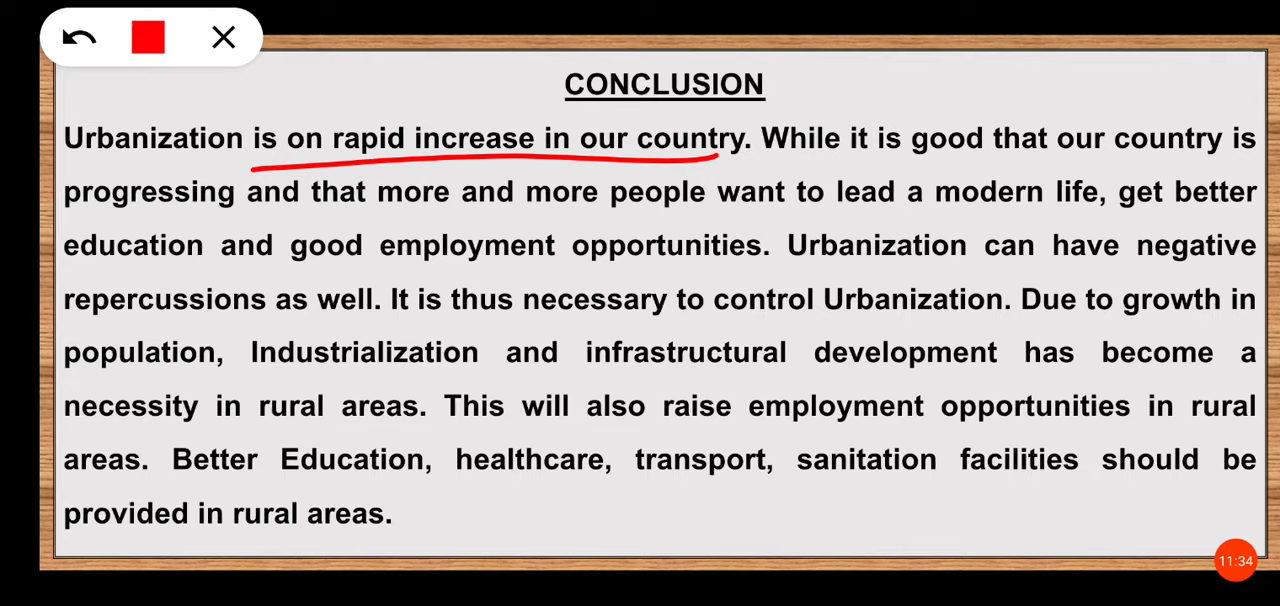 CONCLUSION
Urbanization is on rapid increase in our country. While it is good that our country is
progressing and that more and more people want to lead a modern life, get better
education and good employment opportunities. Urbanization can have negative
repercussions as well. It is thus necessary to control Urbanization. Due to growth in
population, Industrialization and infrastructural development has become a
necessity in rural areas. This will also raise employment opportunities in rural
areas. Better Education, healthcare, transport, sanitation facilities should be
provided in rural areas.
11:34